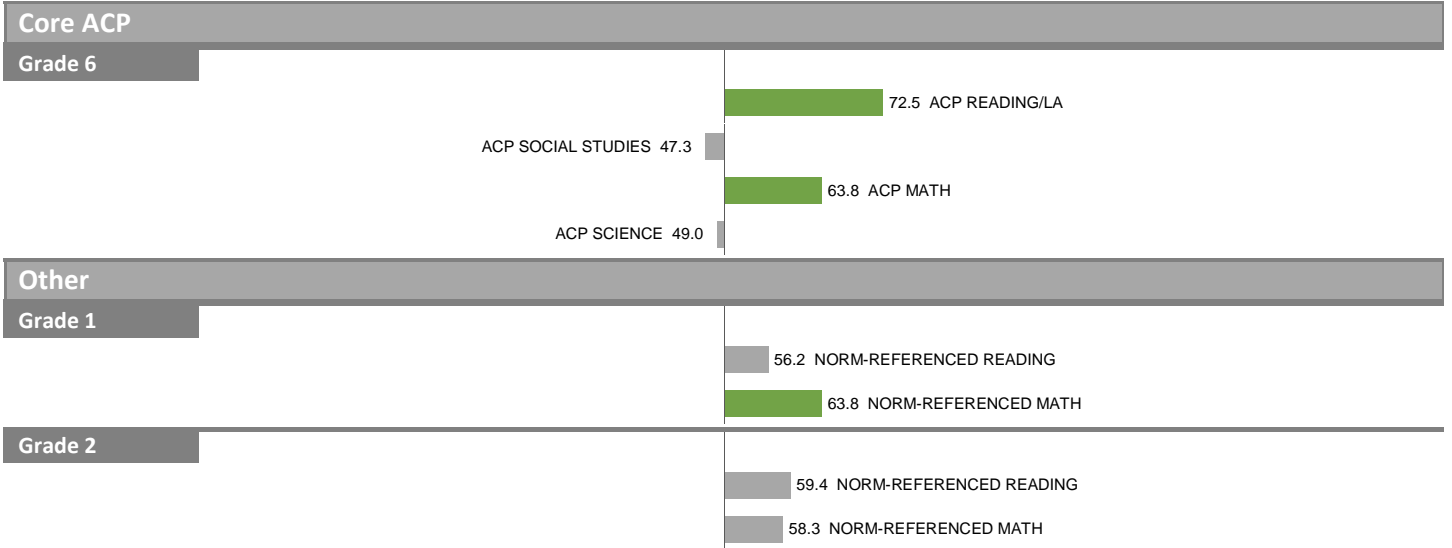 Core ACP
Grade 6
72.5 ACP READING/LA
ACP SOCIAL STUDIES 47.3
63.8 ACP MATH
ACP SCIENCE 49.0
Other
Grade 1
56.2 NORM-REFERENCED READING
63.8 NORM-REFERENCED MATH
Grade 2
59.4 NORM-REFERENCED READING
58.3 NORM-REFERENCED MATH